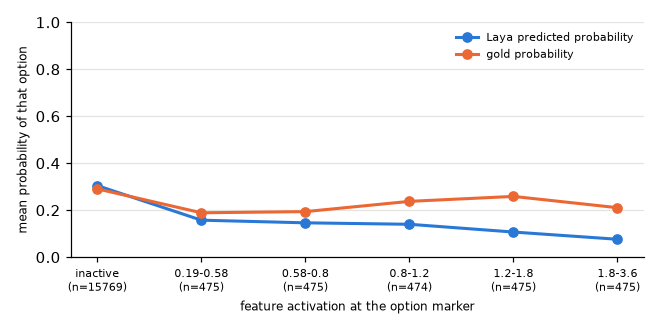 1.0
0.8
0.6
0.4
0.2
0.0
mean probability of that option
Laya predicted probability
gold probability
inactive 0.19-0.58 0.58-0.8 0.8-1.2 1.2-1.8 1.8-3.6
(n=15769) (n=475) (n=475) (n=474) (n=475) (n=475)
feature activation at the option marker